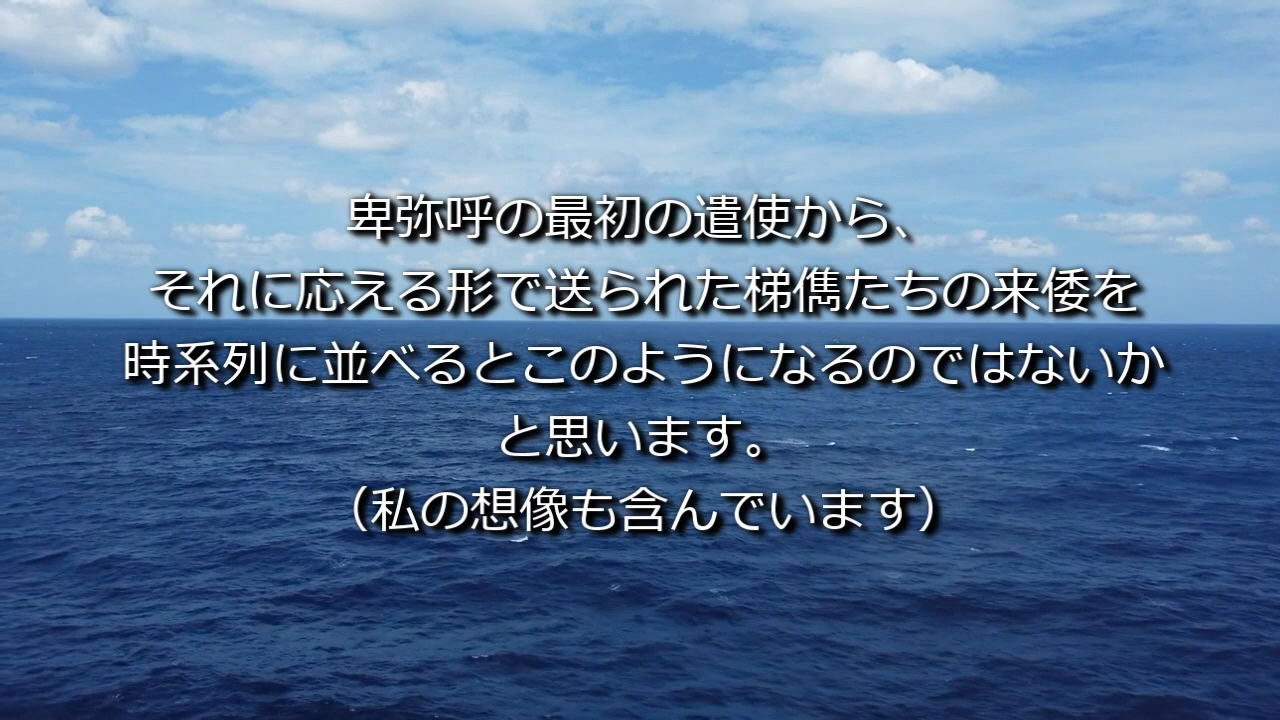 卑弥呼の最初の遣使から、
それに応える形で送られた梯儁たちの来倭を
時系列に並べるとこのようになるのではないか
と思います。
（私の想像も含んでいます）